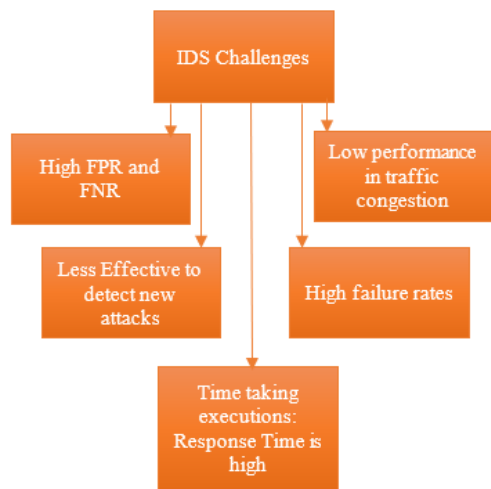 IDS Challenges
High FPR and
FNR
Low performance
in traffic
congestion
Less Effective to
detect new
attacks
High failure rates
Time taking
executions:
Response Time is
high